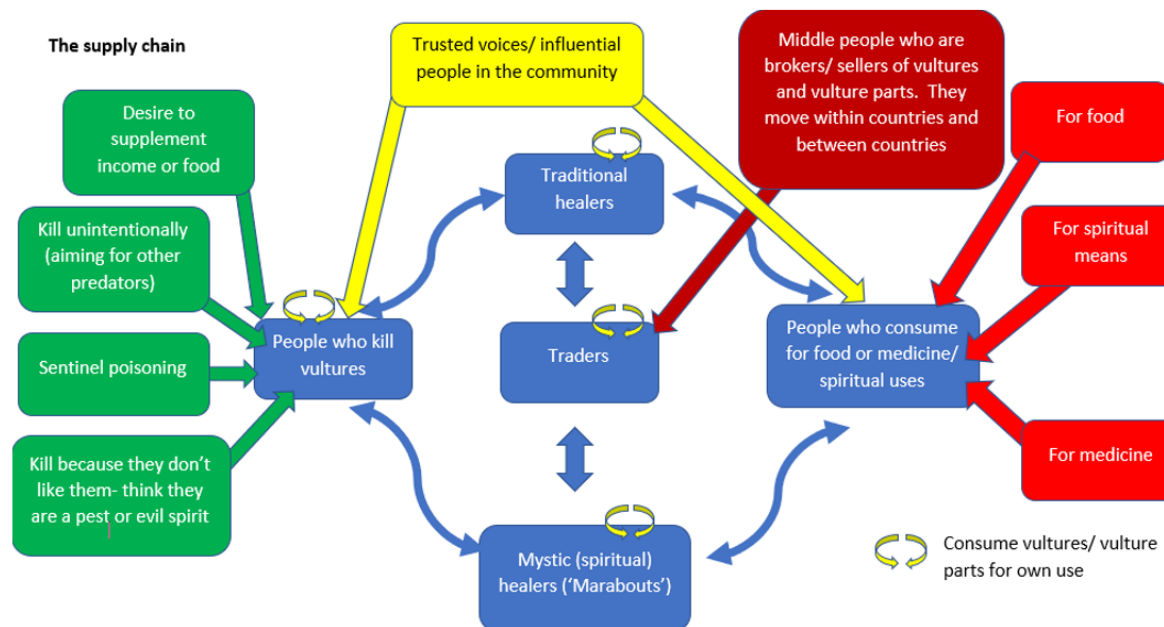 The supply chain
Trusted voices/ influential
people in the community
Middle people who are
brokers/ sellers of vultures
and vulture parts.  They
move within countries and
between countries
Desire to
supplement
income or food
For food
Traditional
healers
Kill unintentionally
(aiming for other
predators)
For spiritual
means
People who kill
vultures
Traders
People who consume
for food or medicine/
spiritual uses
Sentinel poisoning
For medicine
Kill because they don’t
like them- think they
are a pest or evil spirit
Mystic (spiritual)
healers (‘Marabouts’)
Consume vultures/ vulture
parts for own use